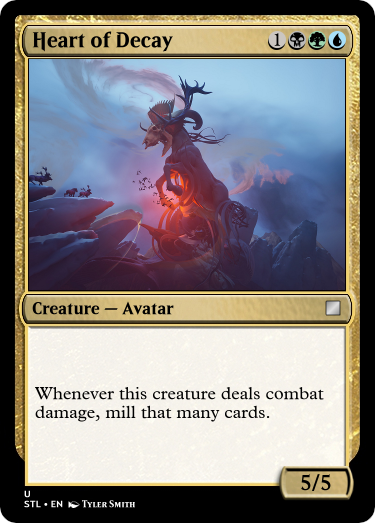 Heart of Decay 1
Creature — Avatar
Whenever this creature deals combat
damage, mill that many cards.
5/5
U
STL • EN Tyler Smith